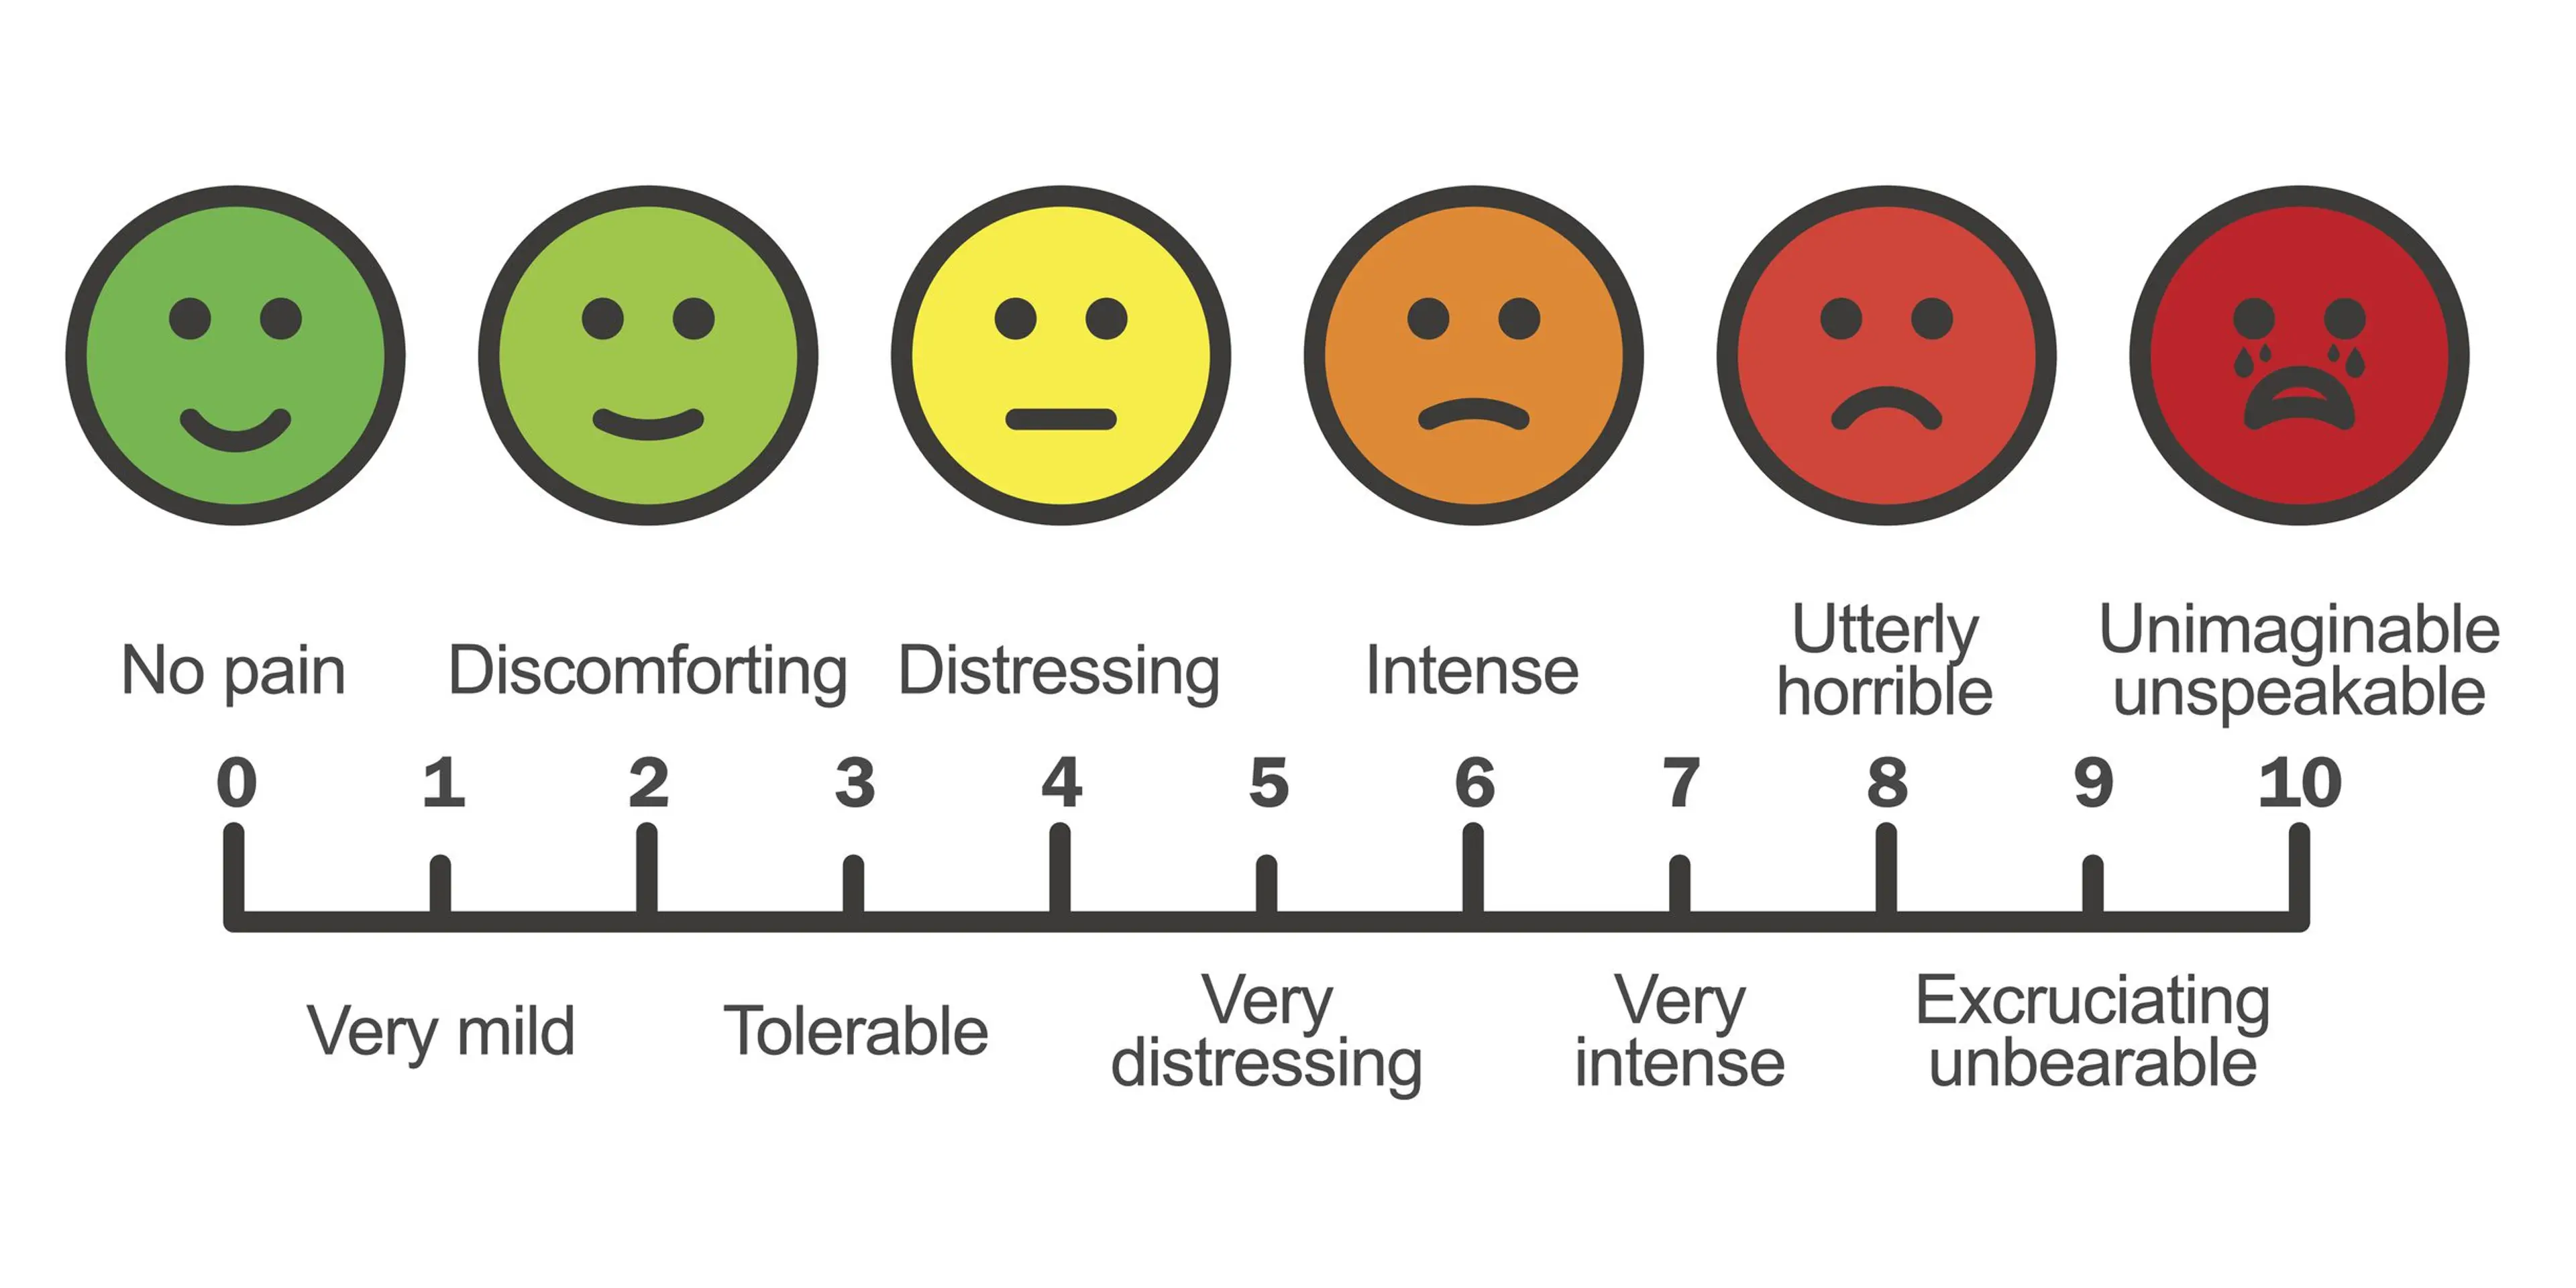 No pain
Discomforting
Distressing
Intense
Utterly
horrible
Unimaginable
unspeakable
0 1 2 3 4 5 6 7 8 9 10
Very mild
Tolerable
Very
distressing
Very
intense
Excruciating
unbearable